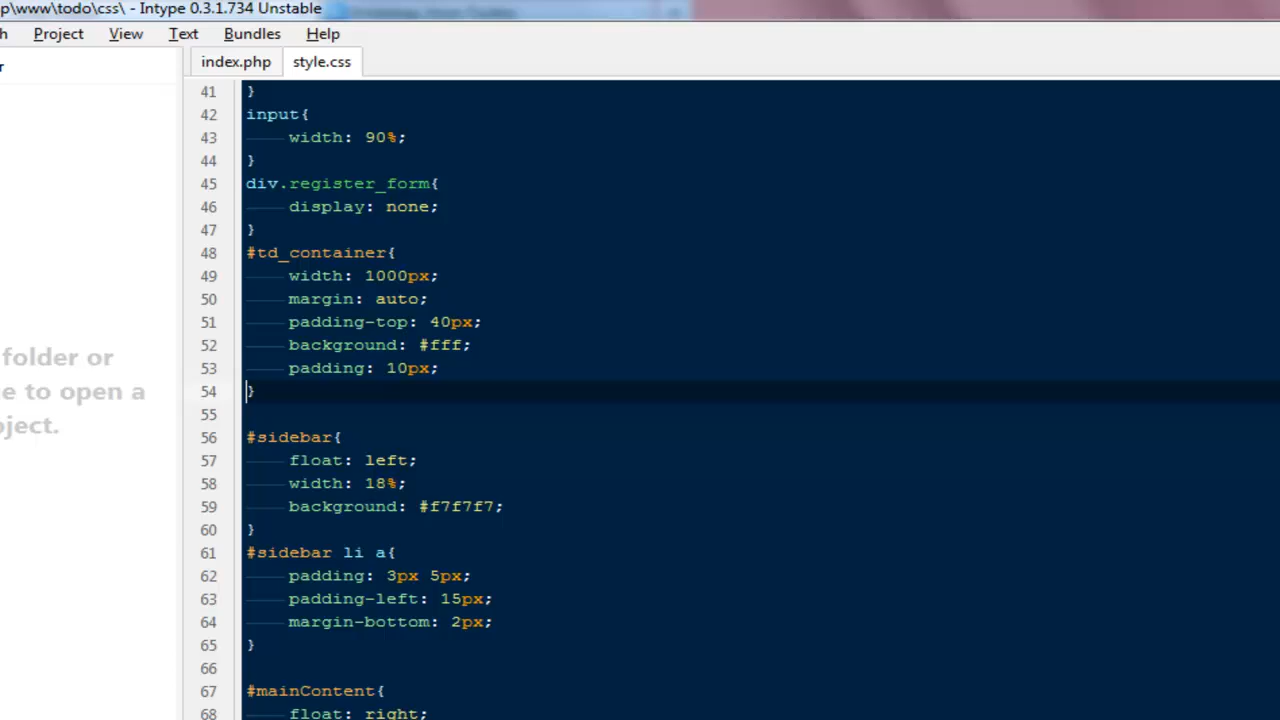 p\www\todo\css\ - Intype 0.3.1.734 Unstable
h Project View Text Bundles Help
r
index.php style.css
folder or
e to open a
oject.
41 }
42 input{
43 width: 90%;
44 }
45 div.register_form{
46 display: none;
47 }
48 #td_container{
49 width: 1000px;
50 margin: auto;
51 padding-top: 40px;
52 background: #fff;
53 padding: 10px;
54 }
55
56 #sidebar{
57 float: left;
58 width: 18%;
59 background: #f7f7f7;
60 }
61 #sidebar li a{
62 padding: 3px 5px;
63 padding-left: 15px;
64 margin-bottom: 2px;
65 }
66
67 #mainContent{
68 float: right;